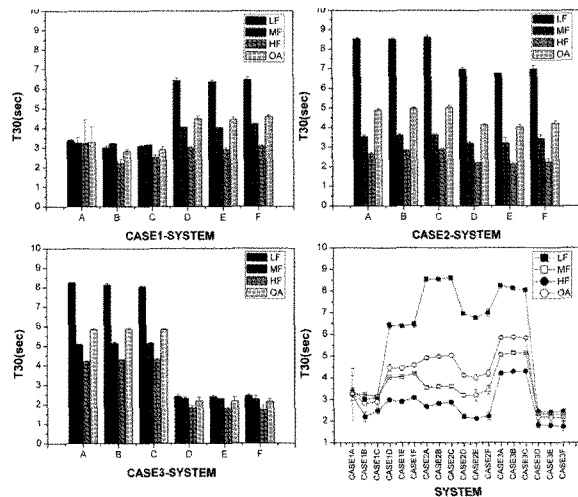 10
9
8
7
6
5
4
3
2
1
0
T30(sec)
LF
MF
HF
OA
A B C D E F
CASE1-SYSTEM
10
9
8
7
6
5
4
3
2
1
0
T30(sec)
LF
MF
HF
OA
A B C D E F
CASE2-SYSTEM
10
9
8
7
6
5
4
3
2
1
0
T30(sec)
LF
MF
HF
OA
A B C D E F
CASE3-SYSTEM
10
9
8
7
6
5
4
3
2
1
T30(sec)
LF
MF
HF
OA
CASE1A
CASE1B
CASE1C
CASE1D
CASE1E
CASE1F
CASE2A
CASE2B
CASE2C
CASE2D
CASE2E
CASE2F
CASE3A
CASE3B
CASE3C
CASE3D
CASE3E
CASE3F
SYSTEM